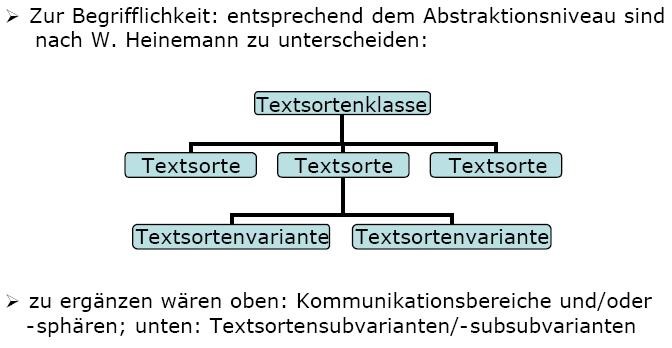 ➢ Zur Begrifflichkeit: entsprechend dem Abstraktionsniveau sind
nach W. Heinemann zu unterscheiden:
Textsortenklasse
Textsorte Textsorte Textsorte
Textsortenvariante Textsortenvariante
➢ zu ergänzen wären oben: Kommunikationsbereiche und/oder
-sphären; unten: Textsortensubvarianten/-subsubvarianten